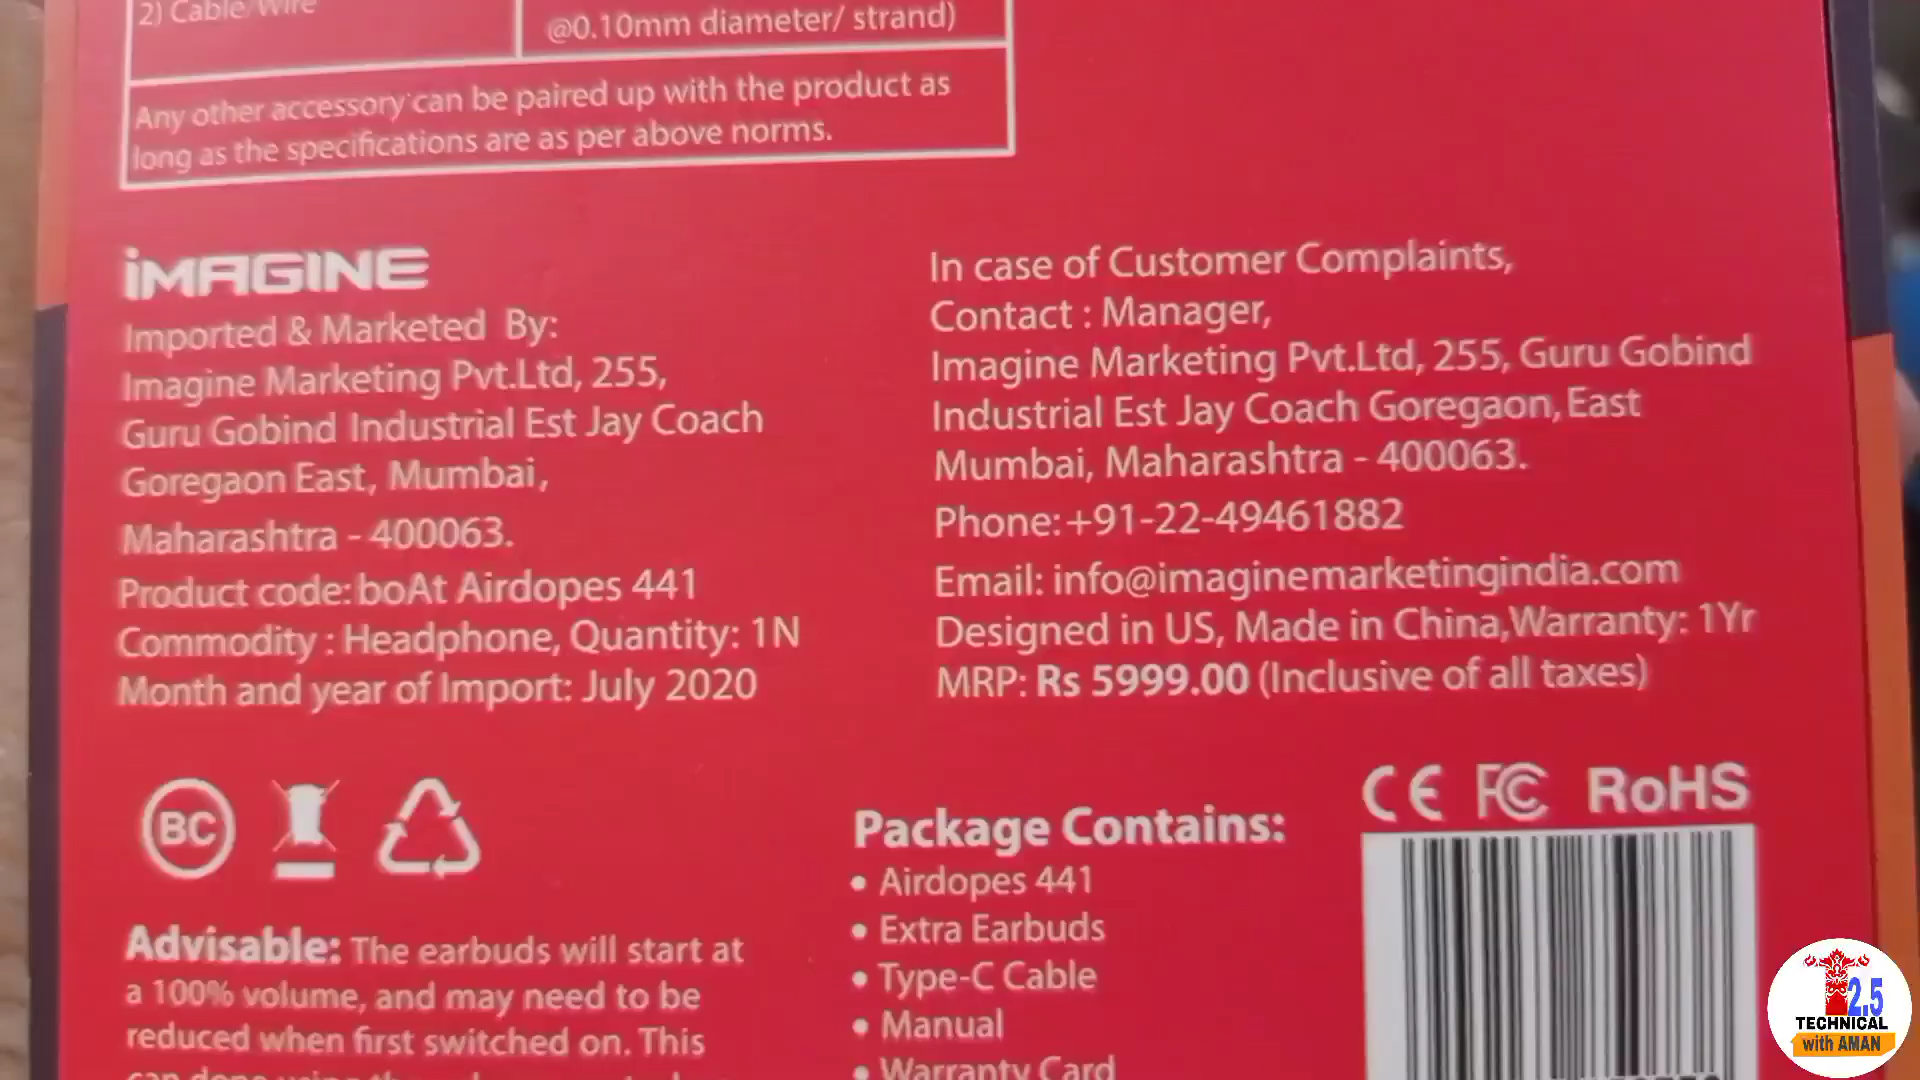 2) Cable/Wire
@0.10mm diameter/ strand)
Any other accessory can be paired up with the product as
long as the specifications are as per above norms.
iMAGINE
Imported & Marketed By:
Imagine Marketing Pvt.Ltd, 255,
Guru Gobind Industrial Est Jay Coach
Goregaon East, Mumbai,
Maharashtra - 400063.
Product code: boAt Airdopes 441
Commodity : Headphone, Quantity: 1N
Month and year of Import: July 2020
In case of Customer Complaints,
Contact : Manager,
Imagine Marketing Pvt.Ltd, 255, Guru Gobind
Industrial Est Jay Coach Goregaon, East
Mumbai, Maharashtra - 400063.
Phone: +91-22-49461882
Email: info@imaginemarketingindia.com
Designed in US, Made in China,Warranty: 1Yr
MRP: Rs 5999.00 (Inclusive of all taxes)
BC
CE FC RoHS
Advisable: The earbuds will start at
a 100% volume, and may need to be
reduced when first switched on. This
Package Contains:
• Airdopes 441
• Extra Earbuds
• Type-C Cable
• Manual
• Warranty Card
2.5
TECHNICAL
with AMAN